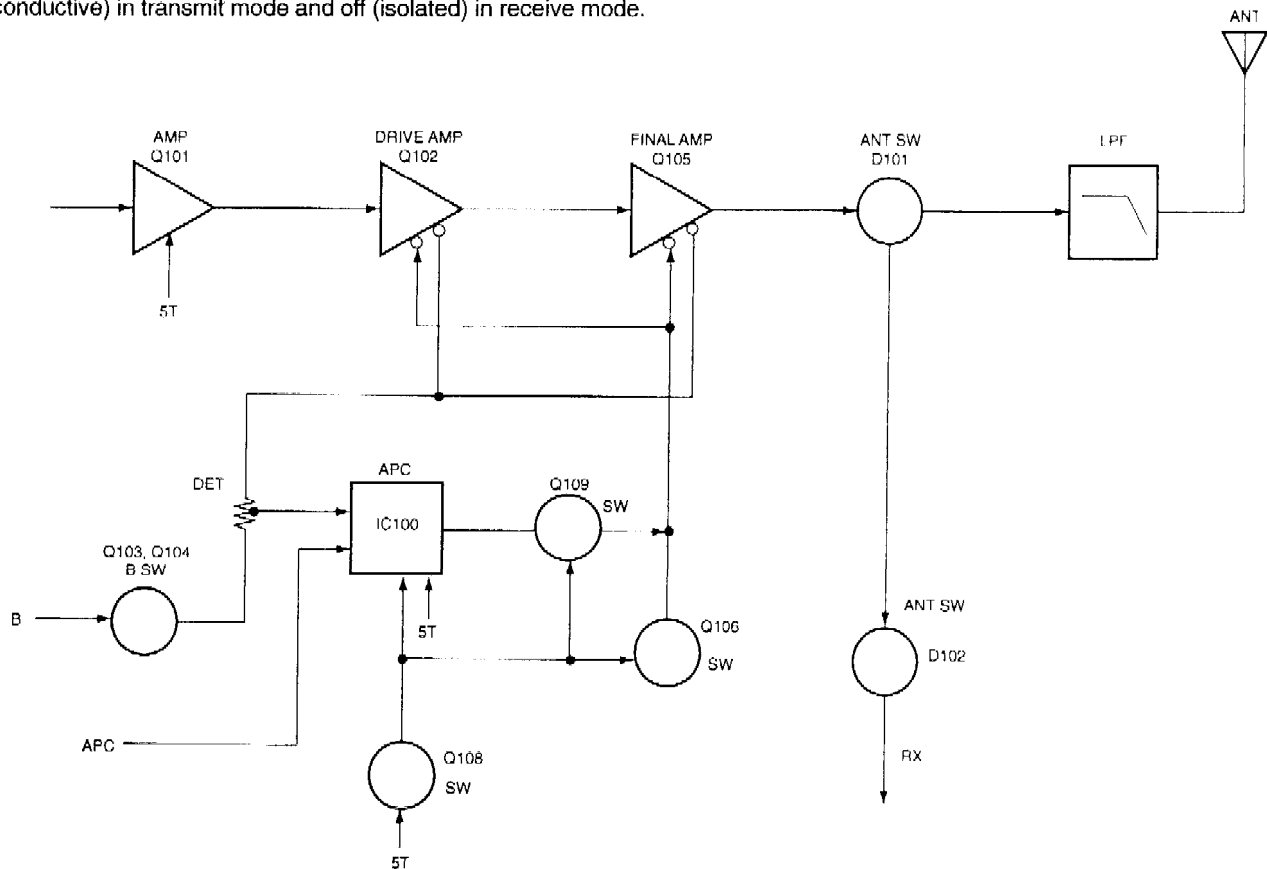 conductive) in transmit mode and off (isolated) in receive mode.
ANT
AMP
Q101
DRIVE AMP
Q102
FINAL AMP
Q105
ANT SW
D101
LPF
5T
DET
APC
IC100
Q109
SW
Q103, Q104
B SW
B
5T
Q106
SW
ANT SW
D102
APC
Q108
SW
RX
5T